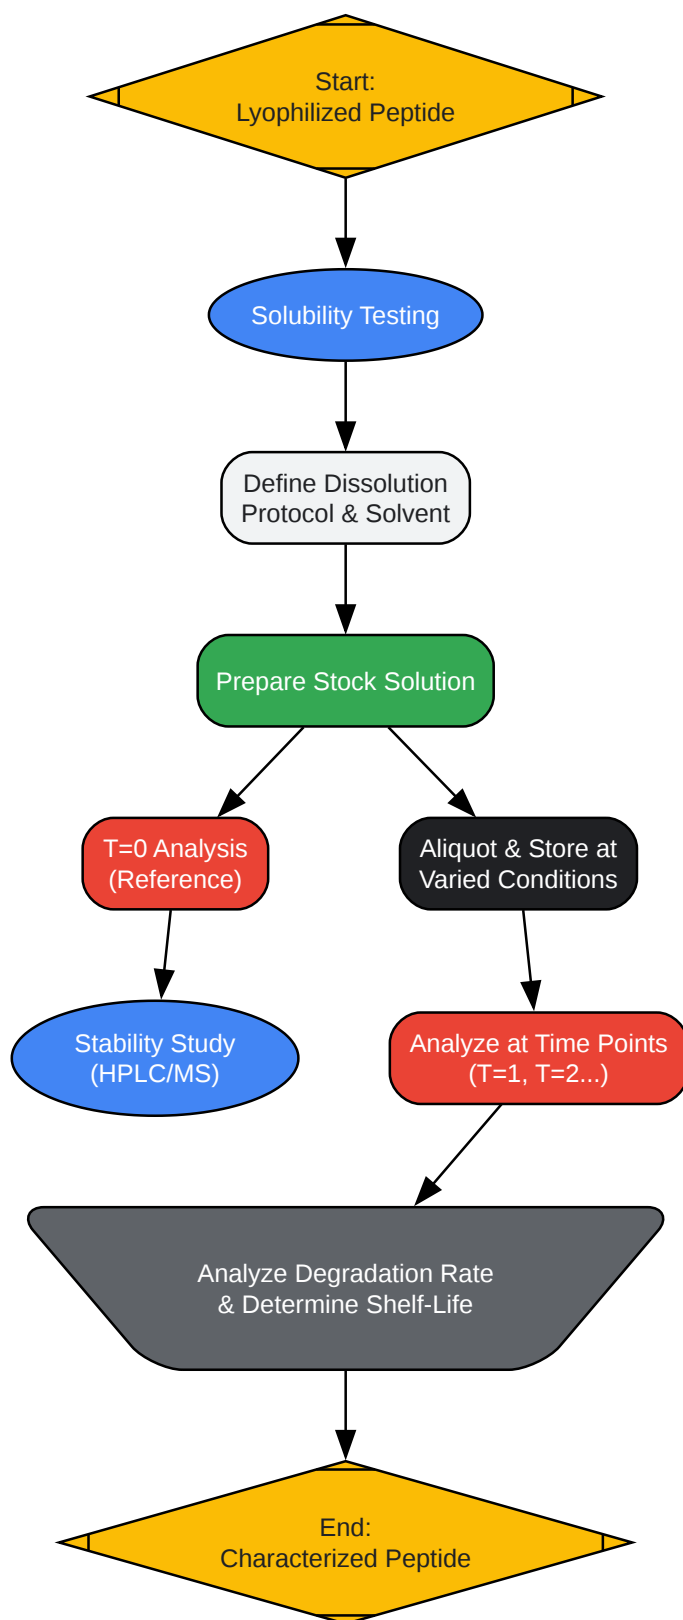 Start:
Lyophilized Peptide
Solubility Testing
Define Dissolution
Protocol & Solvent
Prepare Stock Solution
T=0 Analysis
(Reference)
Aliquot & Store at
Varied Conditions
Stability Study
(HPLC/MS)
Analyze at Time Points
(T=1, T=2...)
Analyze Degradation Rate
& Determine Shelf-Life
End:
Characterized Peptide